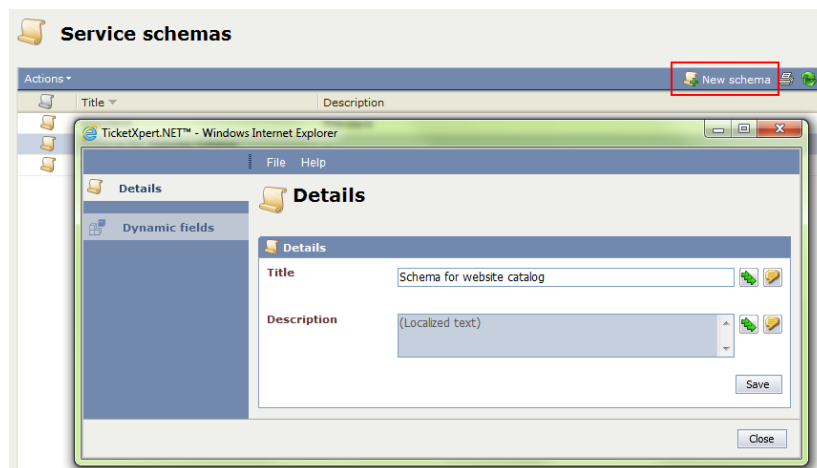 Service schemas
Actions
New schema
Title Description
TicketXpert.NET™ - Windows Internet Explorer
File Help
Details
Dynamic fields
Details
Details
Title
Schema for website catalog
Description
(Localized text)
Save
Close